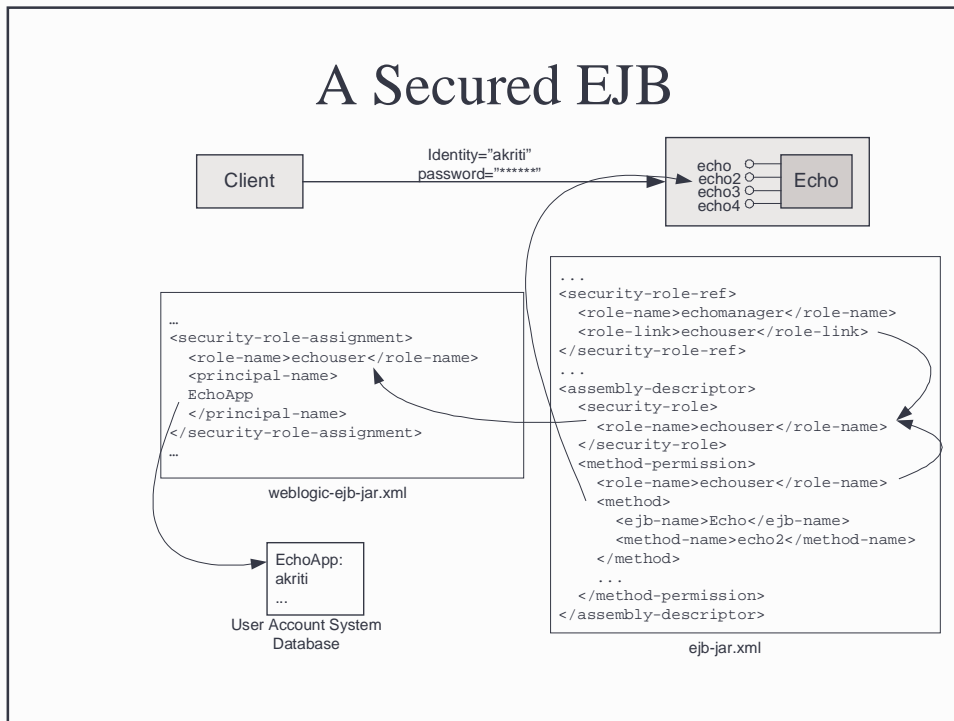 A Secured EJB
Client
Identity="akriti"
password="******"
echo
echo2
echo3
echo4
Echo
…
<security-role-assignment>
<role-name>echouser</role-name>
<principal-name>
EchoApp
</principal-name>
</security-role-assignment>
…
weblogic-ejb-jar.xml
EchoApp:
akriti
...
User Account System
Database
...
<security-role-ref>
<role-name>echomanager</role-name>
<role-link>echouser</role-link>
</security-role-ref>
...
<assembly-descriptor>
<security-role>
<role-name>echouser</role-name>
</security-role>
<method-permission>
<role-name>echouser</role-name>
<method>
<ejb-name>Echo</ejb-name>
<method-name>echo2</method-name>
</method>
...
</method-permission>
</assembly-descriptor>
ejb-jar.xml